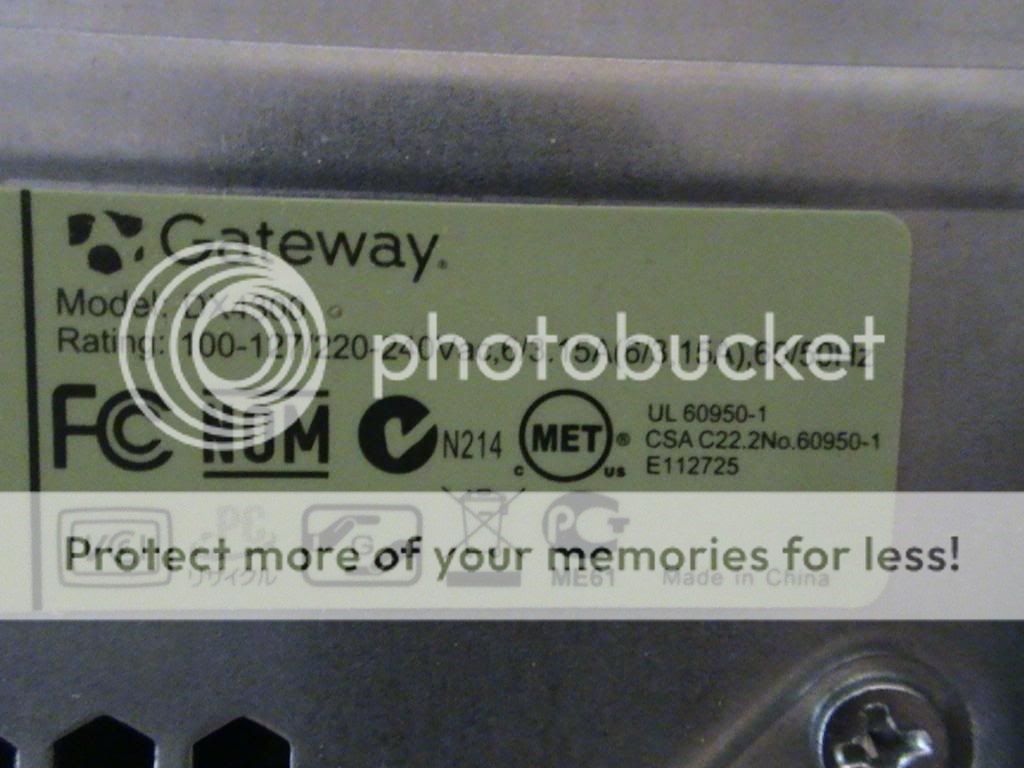 Gateway.
Model: DX4300
Rating: 100-127/220-240Vac,6/3.15A(6/3.15A),60/50Hz
photobucket
FC NOM N214 MET® c us
UL 60950-1
CSA C22.2No.60950-1
E112725
PC
リサイクル
G
ME61
Made in China
Protect more of your memories for less!